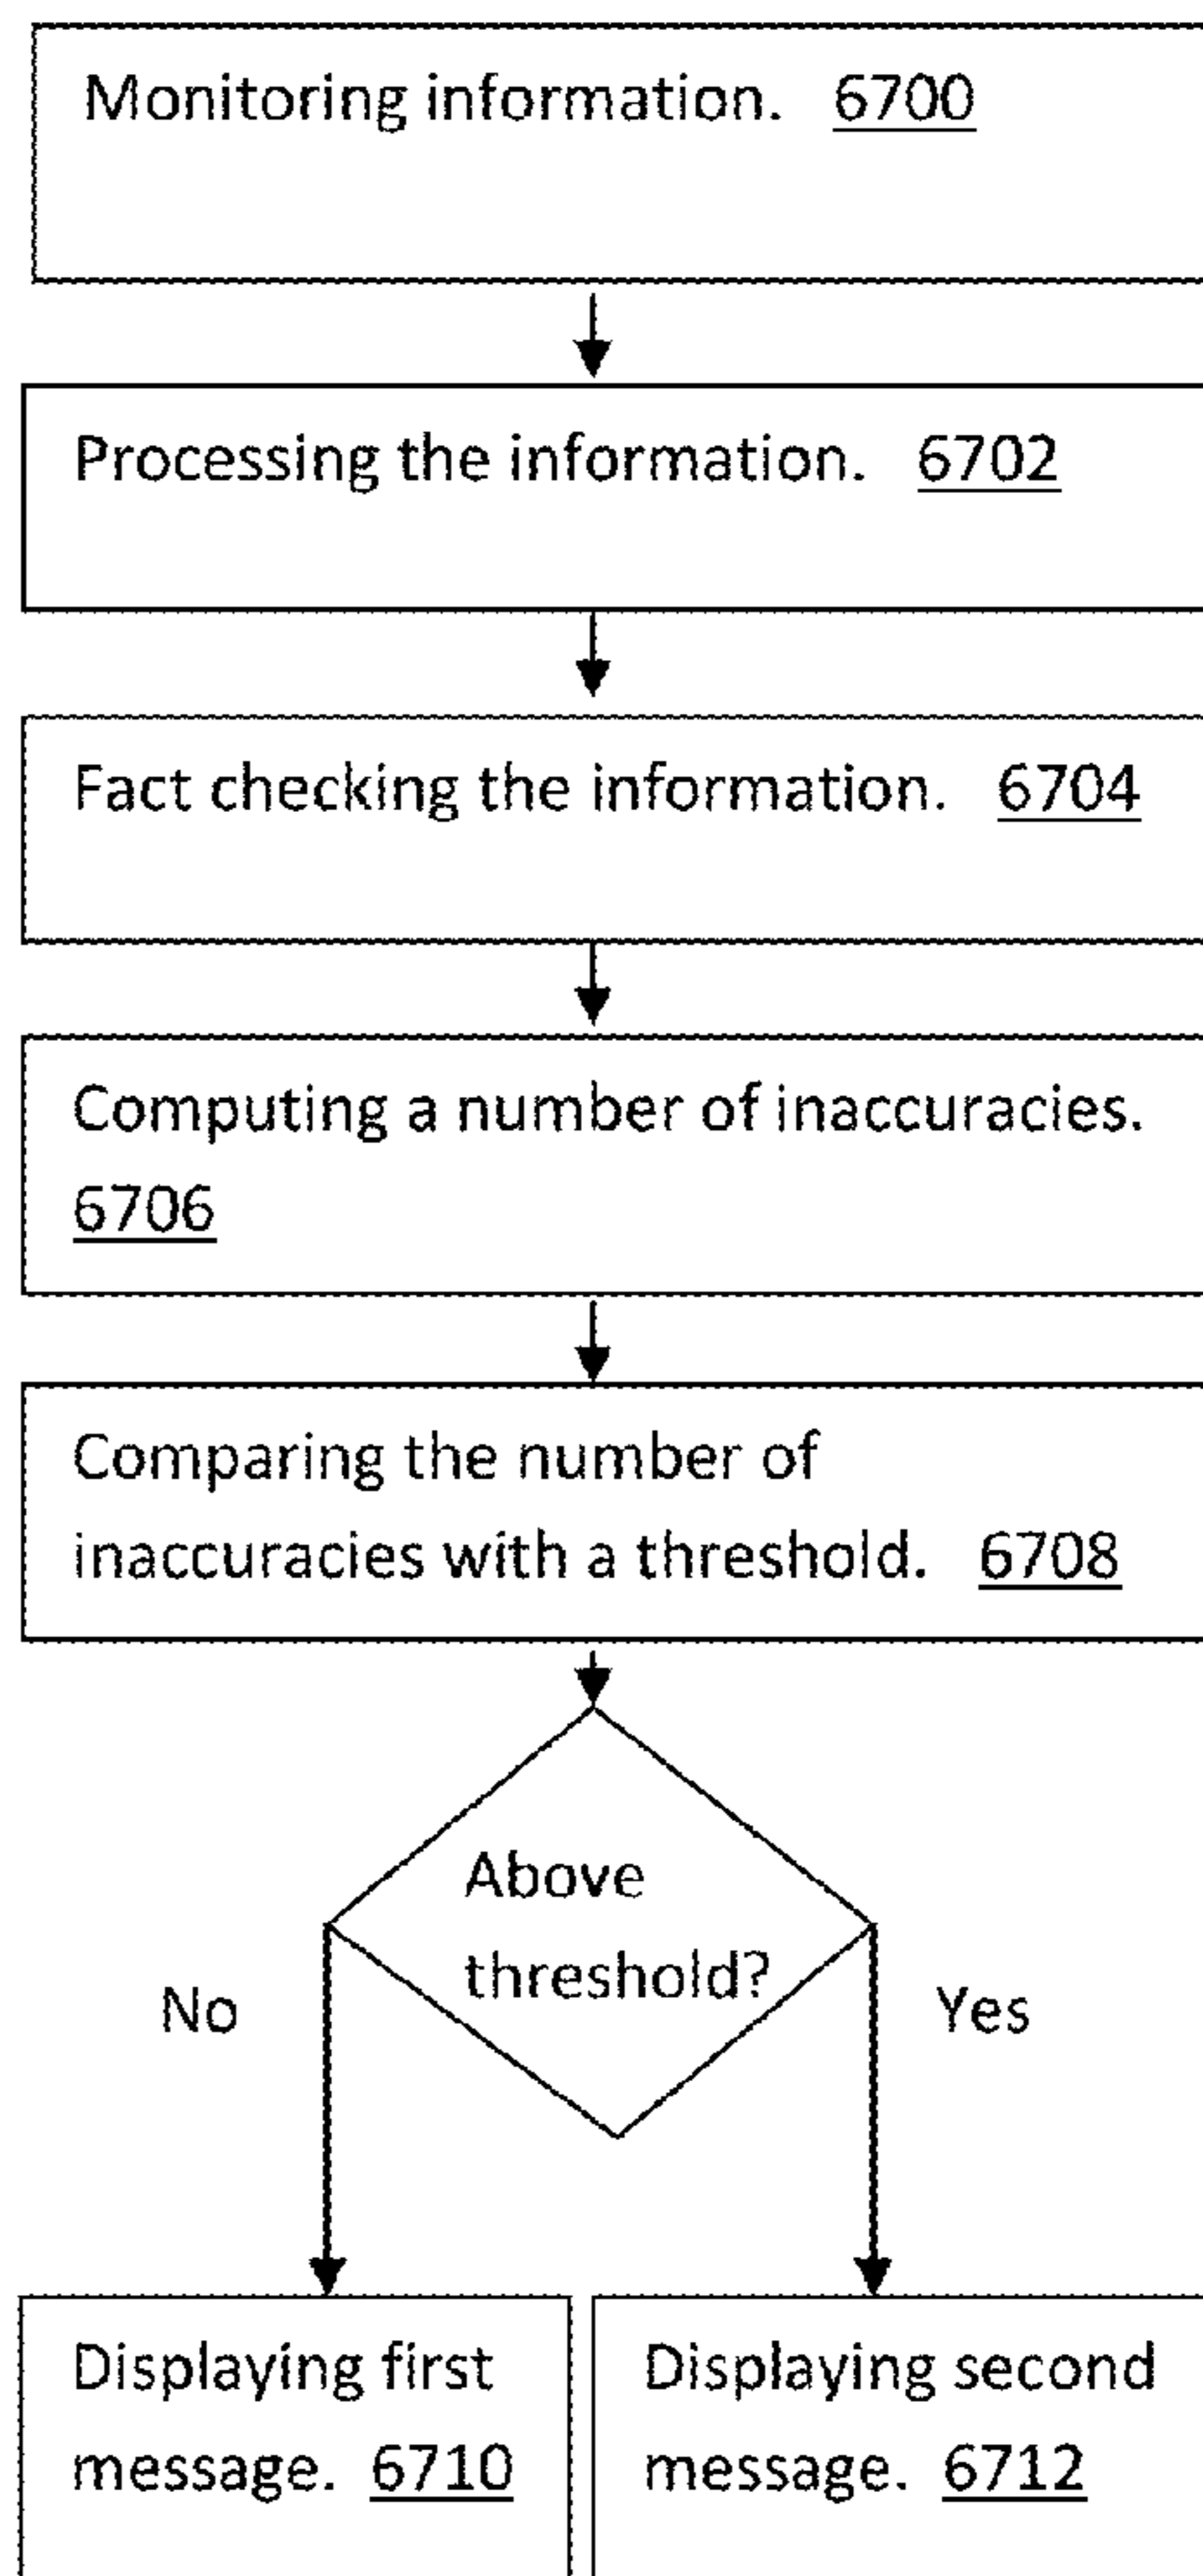 Monitoring information. 6700
Processing the information. 6702
Fact checking the information. 6704
Computing a number of inaccuracies.
6706
Comparing the number of
inaccuracies with a threshold. 6708
Above
threshold?
No
Yes
Displaying first
message. 6710
Displaying second
message. 6712